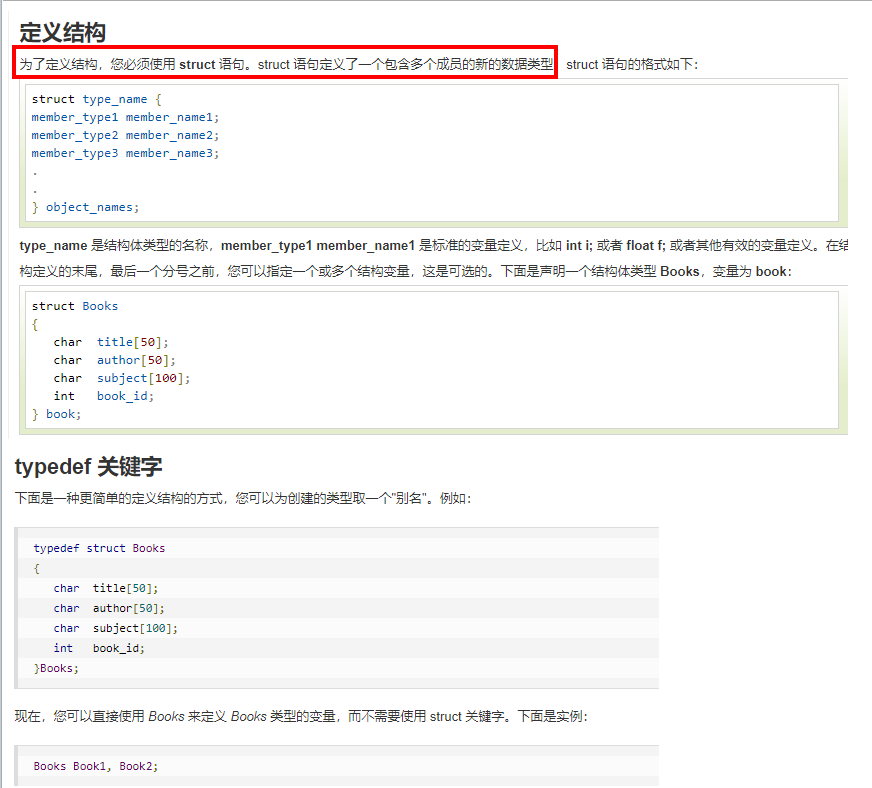 定义结构
为了定义结构，您必须使用 struct 语句。struct 语句定义了一个包含多个成员的新的数据类型 struct 语句的格式如下：
struct type_name {
member_type1 member_name1;
member_type2 member_name2;
member_type3 member_name3;
.
.
} object_names;
type_name 是结构体类型的名称，member_type1 member_name1 是标准的变量定义，比如 int i; 或者 float f; 或者其他有效的变量定义。在结
构定义的末尾，最后一个分号之前，您可以指定一个或多个结构变量，这是可选的。下面是声明一个结构体类型 Books，变量为 book：
struct Books
{
char title[50];
char author[50];
char subject[100];
int book_id;
} book;
typedef 关键字
下面是一种更简单的定义结构的方式，您可以为创建的类型取一个"别名"。例如：
typedef struct Books
{
char title[50];
char author[50];
char subject[100];
int book_id;
}Books;
现在，您可以直接使用 Books 来定义 Books 类型的变量，而不需要使用 struct 关键字。下面是实例：
Books Book1, Book2;